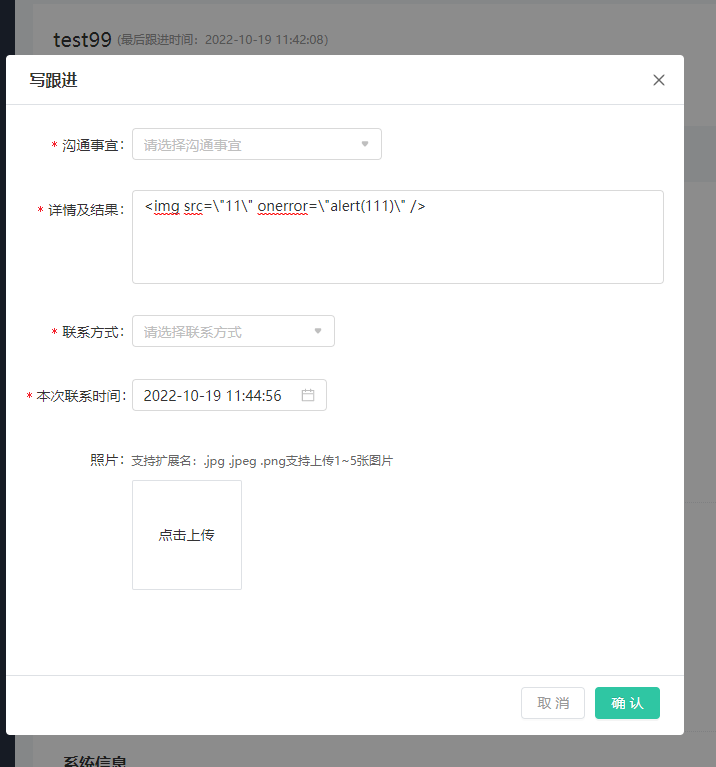 test99 (最后跟进时间：2022-10-19 11:42:08)
写跟进
* 沟通事宜： 请选择沟通事宜
* 详情及结果： <img src=\"11\" onerror=\"alert(111)\" />
* 联系方式： 请选择联系方式
* 本次联系时间： 2022-10-19 11:44:56
照片： 支持扩展名：.jpg .jpeg .png支持上传1~5张图片
点击上传
取 消 确 认
系统信息